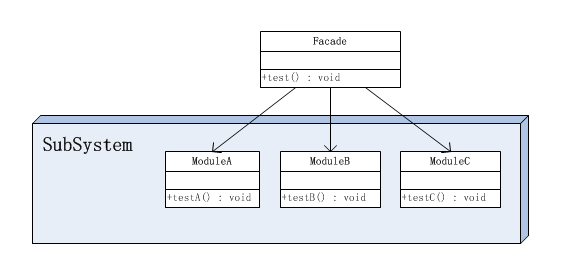 Facade
+test() : void
SubSystem
ModuleA
ModuleB
ModuleC
+testA() : void
+testB() : void
+testC() : void